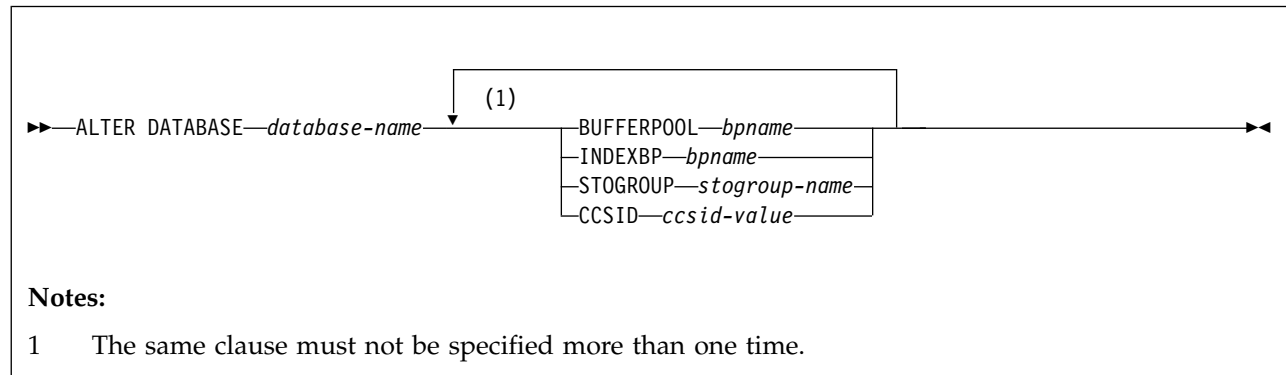 (1)
ALTER DATABASE database-name BUFFERPOOL bpname
INDEXBP bpname
STOGROUP stogroup-name
CCSID ccsid-value
Notes:
1 The same clause must not be specified more than one time.